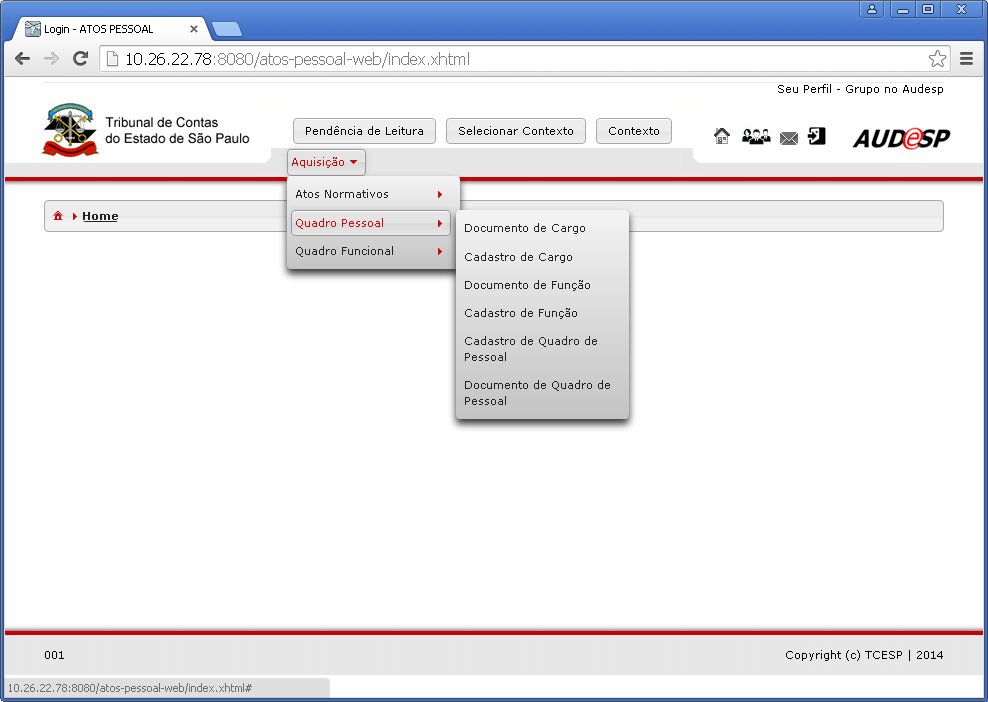 Login - ATOS PESSOAL
10.26.22.78:8080/atos-pessoal-web/index.xhtml
Seu Perfil - Grupo no Audesp
Tribunal de Contas
do Estado de São Paulo
Pendência de Leitura
Selecionar Contexto
Contexto
AUDeSP
Aquisição
Home
Atos Normativos
Quadro Pessoal
Quadro Funcional
Documento de Cargo
Cadastro de Cargo
Documento de Função
Cadastro de Função
Cadastro de Quadro de
Pessoal
Documento de Quadro de
Pessoal
001
Copyright (c) TCESP | 2014
10.26.22.78:8080/atos-pessoal-web/index.xhtml#